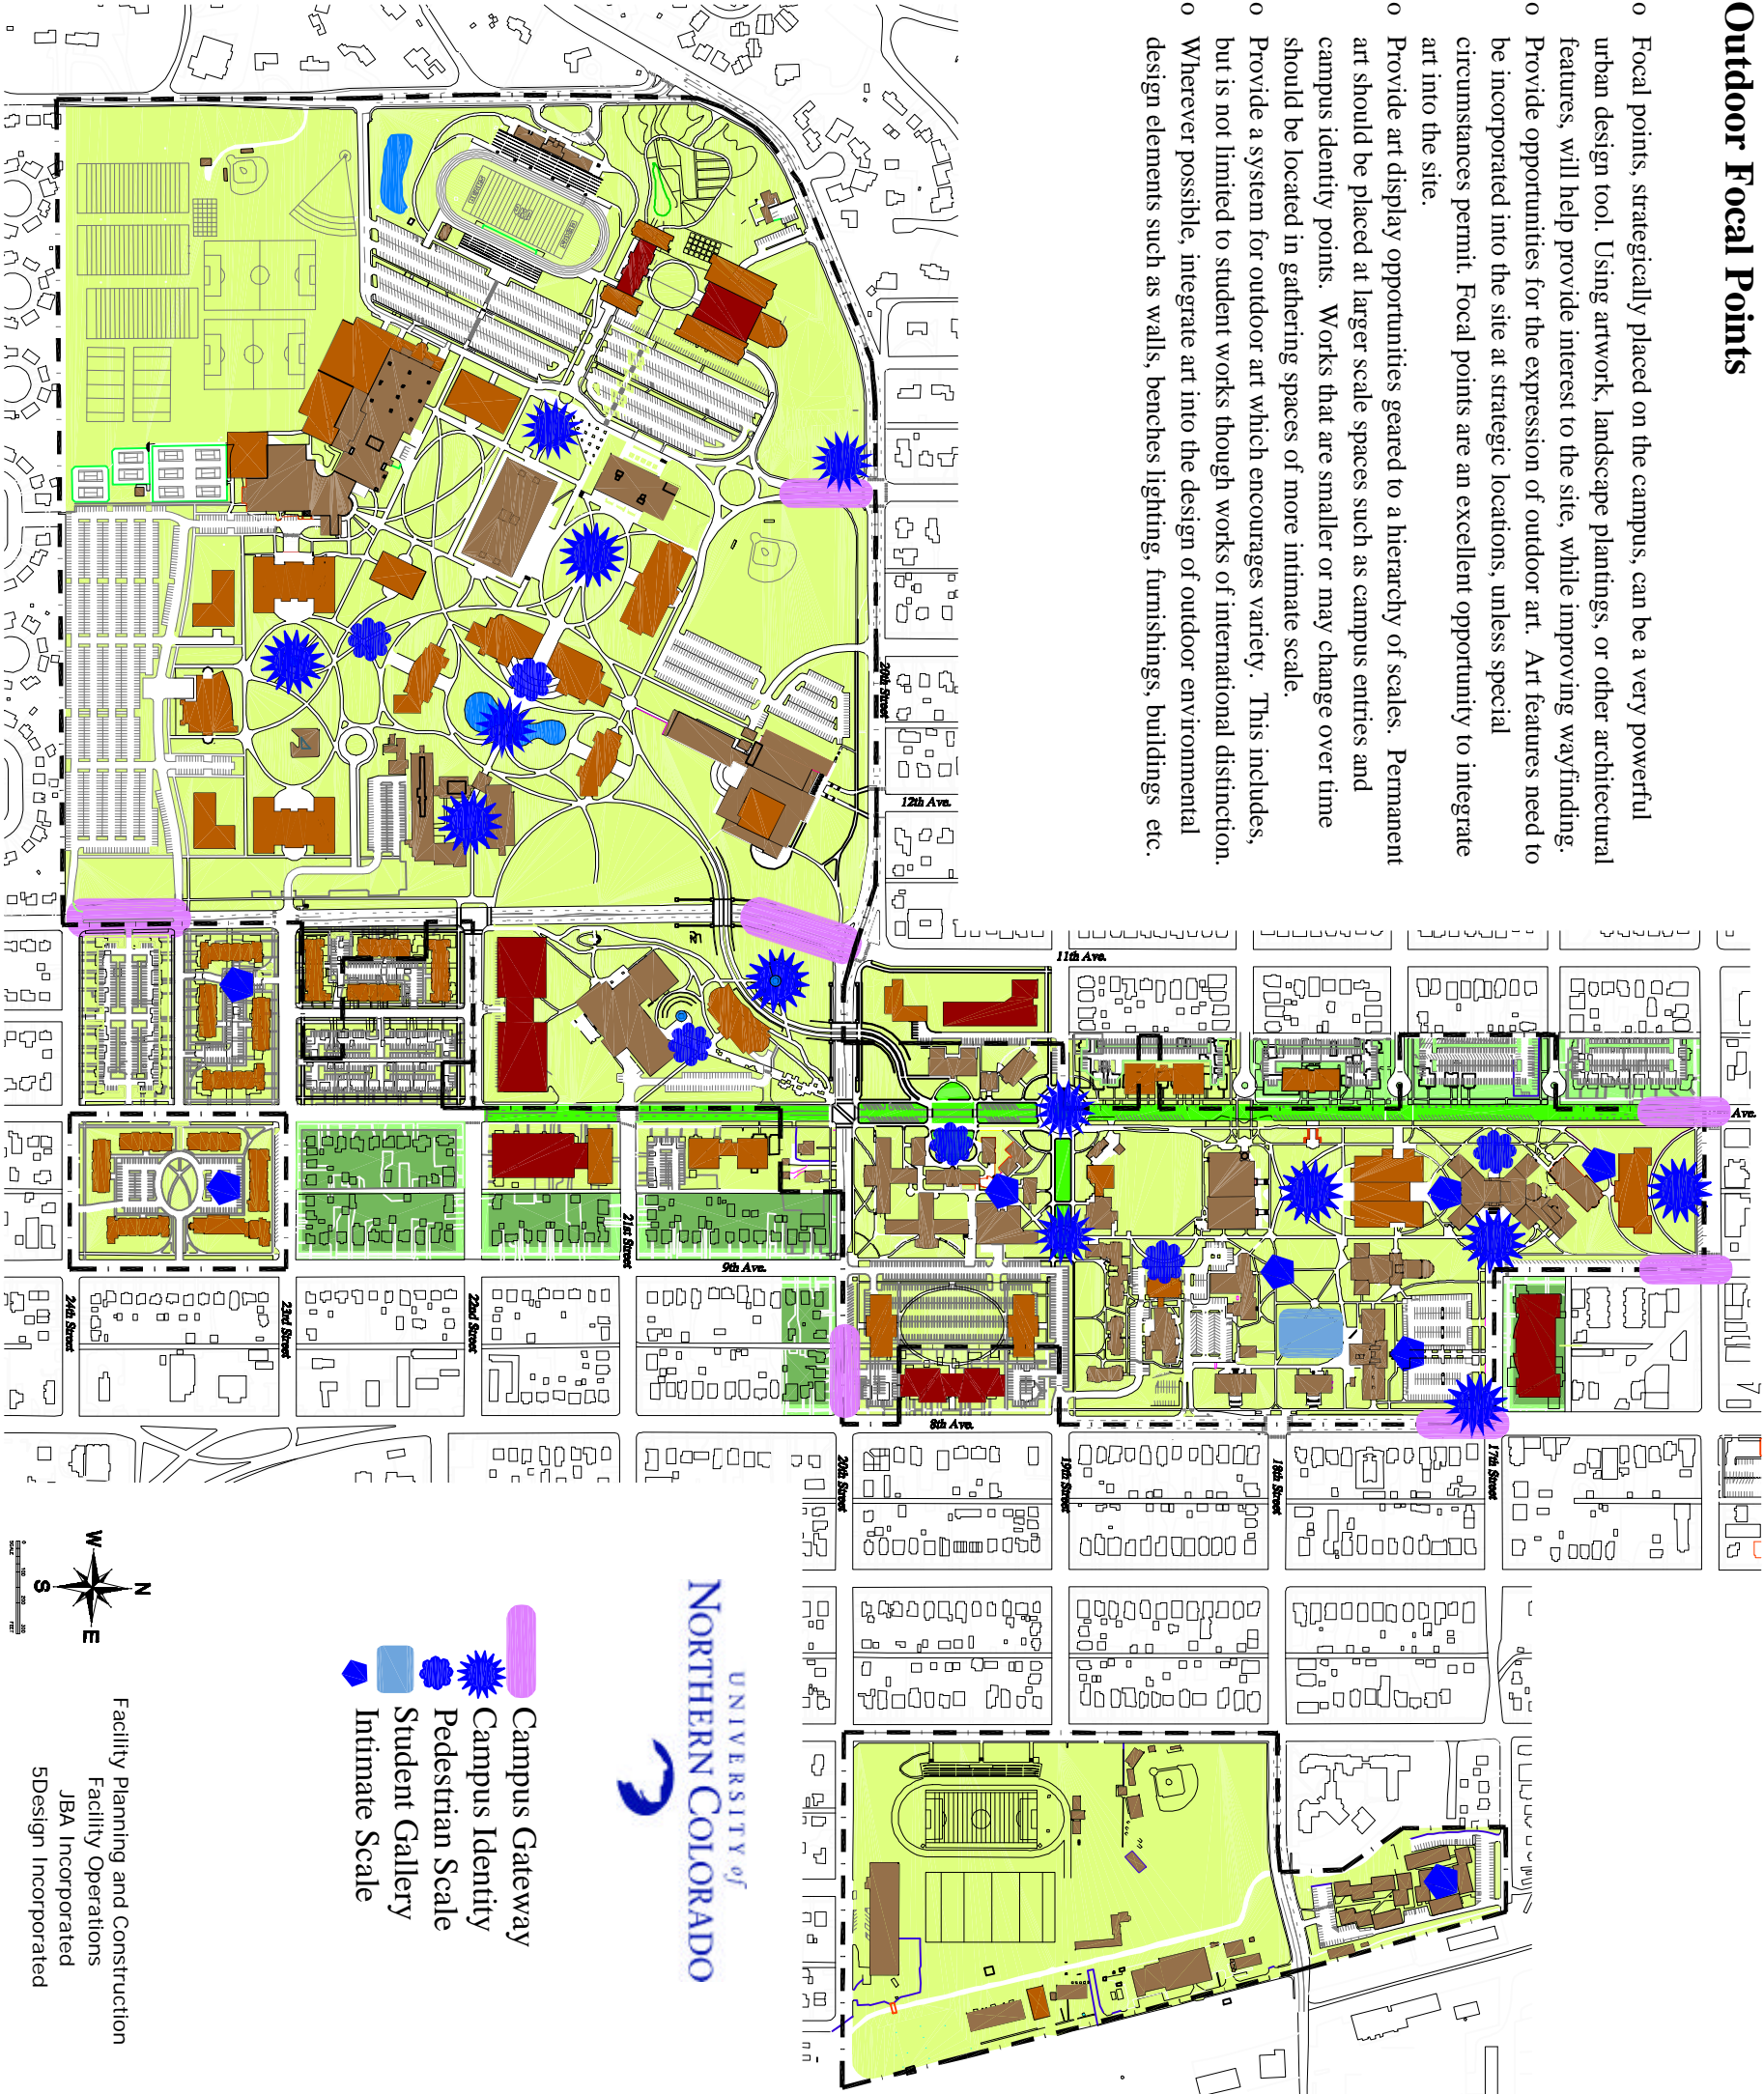 Outdoor Focal Points
o Focal points, strategically placed on the campus, can be a very powerful
urban design tool. Using artwork, landscape plantings, or other architectural
features, will help provide interest to the site, while improving wayfinding.
o Provide opportunities for the expression of outdoor art. Art features need to
be incorporated into the site at strategic locations, unless special
circumstances permit. Focal points are an excellent opportunity to integrate
art into the site.
o Provide art display opportunities geared to a hierarchy of scales. Permanent
art should be placed at larger scale spaces such as campus entries and
campus identity points. Works that are smaller or may change over time
should be located in gathering spaces of more intimate scale.
o Provide a system for outdoor art which encourages variety. This includes,
but is not limited to student works though works of international distinction.
o Wherever possible, integrate art into the design of outdoor environmental
design elements such as walls, benches lighting, furnishings, buildings etc.
20th Street
12th Ave.
11th Ave.
Ave.
21st Street
9th Ave.
24th Street
23rd Street
22nd Street
8th Ave.
20th Street
19th Street
18th Street
17th Street
UNIVERSITY of
NORTHERN COLORADO
Campus Gateway
Campus Identity
Pedestrian Scale
Student Gallery
Intimate Scale
N
W
E
S
SCALE
FEET
Facility Planning and Construction
Facility Operations
JBA Incorporated
5Design Incorporated